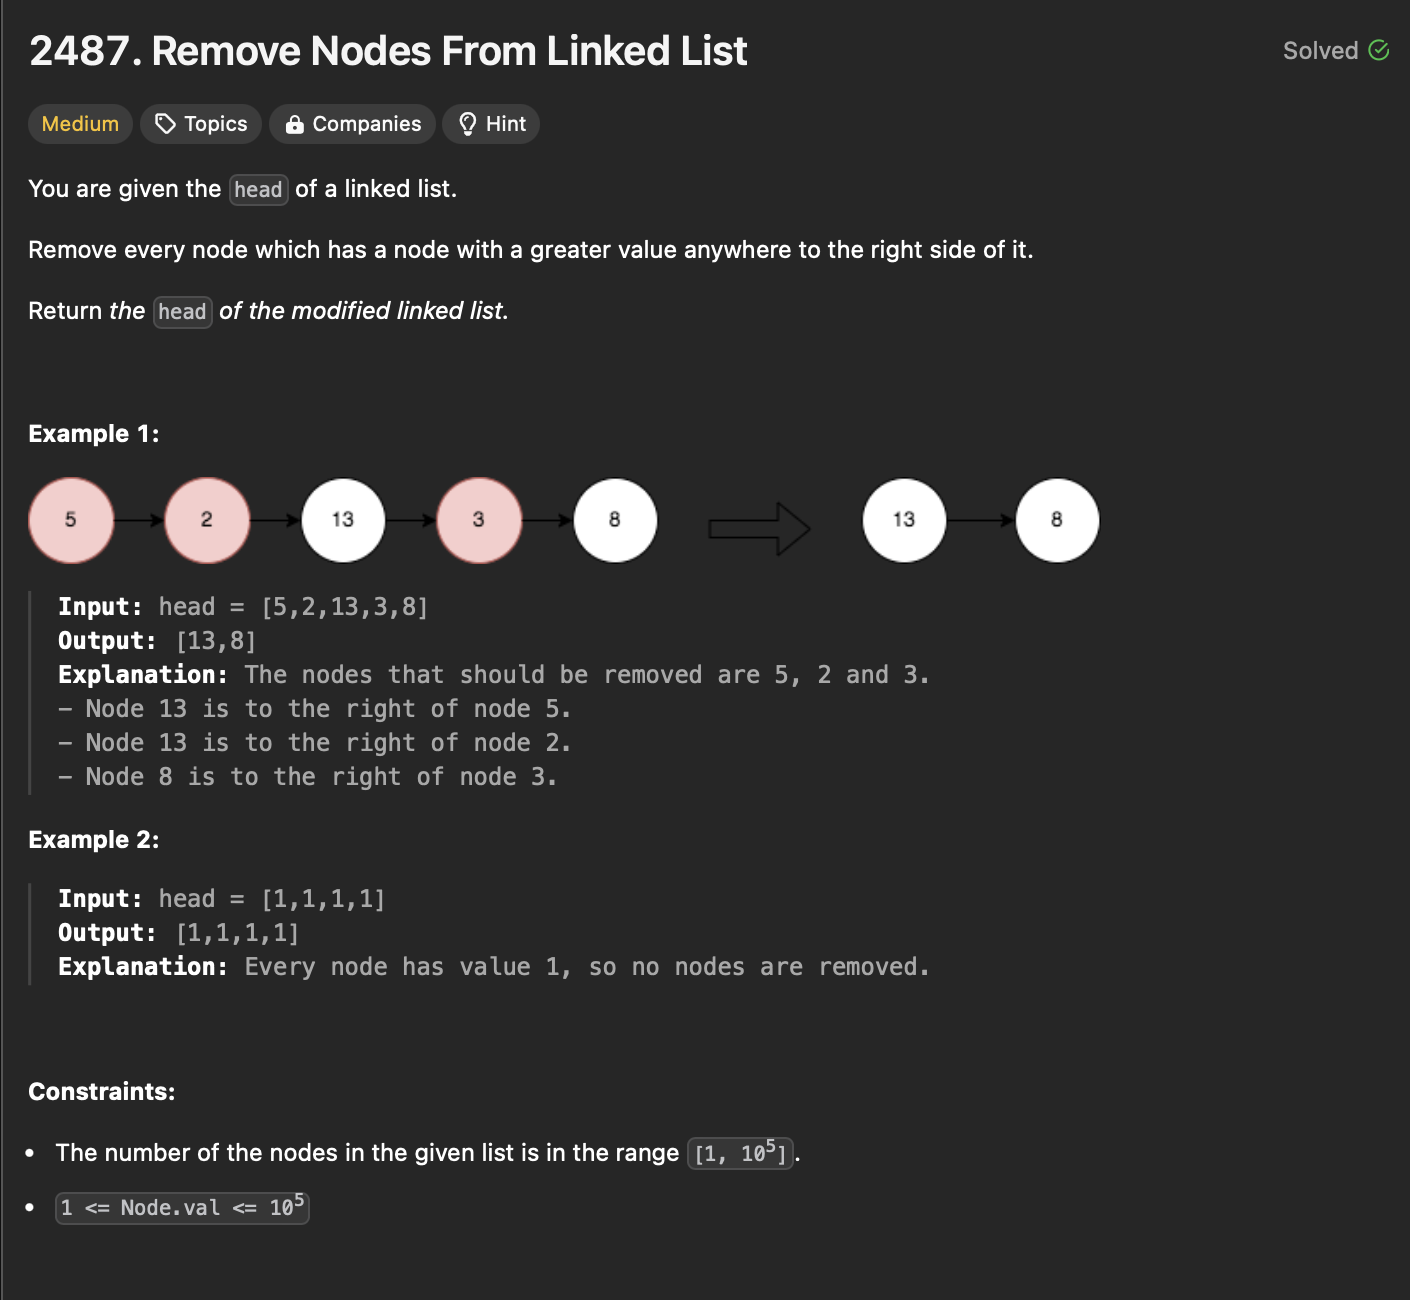 2487. Remove Nodes From Linked List
Solved
Medium Topics Companies Hint
You are given the head of a linked list.
Remove every node which has a node with a greater value anywhere to the right side of it.
Return the head of the modified linked list.
Example 1:
5 2 13 3 8 13 8
Input: head = [5,2,13,3,8]
Output: [13,8]
Explanation: The nodes that should be removed are 5, 2 and 3.
- Node 13 is to the right of node 5.
- Node 13 is to the right of node 2.
- Node 8 is to the right of node 3.
Example 2:
Input: head = [1,1,1,1]
Output: [1,1,1,1]
Explanation: Every node has value 1, so no nodes are removed.
Constraints:
• The number of the nodes in the given list is in the range [1, 10⁵].
• 1 <= Node.val <= 10⁵